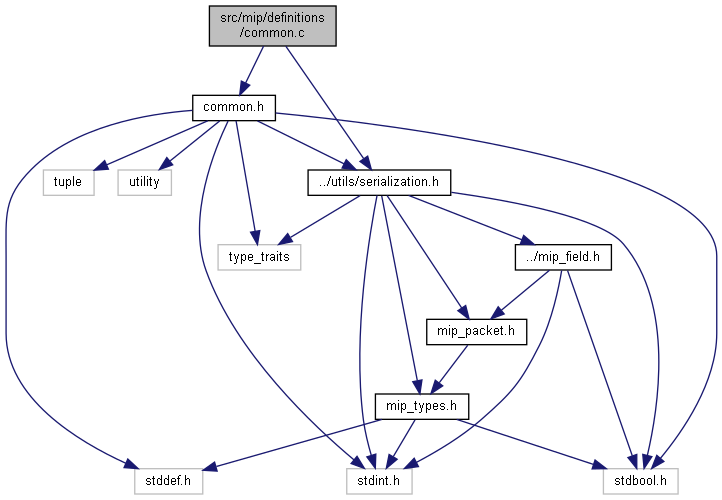 src/mip/definitions
/common.c
common.h
tuple
utility
../utils/serialization.h
type_traits
../mip_field.h
mip_packet.h
mip_types.h
stddef.h
stdint.h
stdbool.h